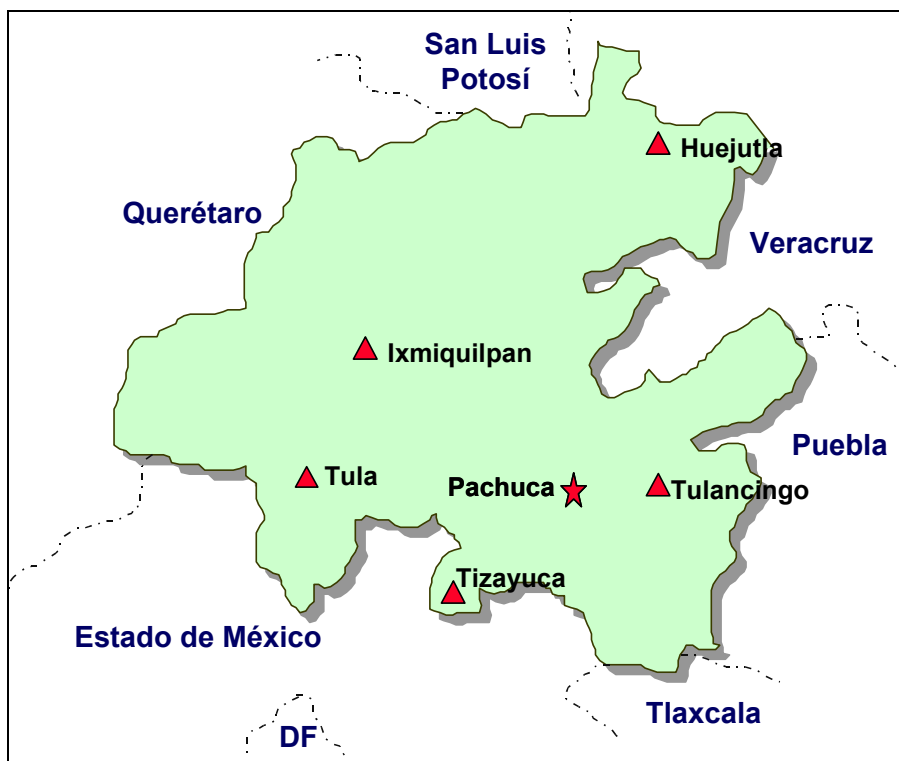 San Luis
Potosí
Huejutla
Querétaro
Veracruz
Ixmiquilpan
Puebla
Tula
Pachuca
Tulancingo
Tizayuca
Estado de México
Tlaxcala
DF